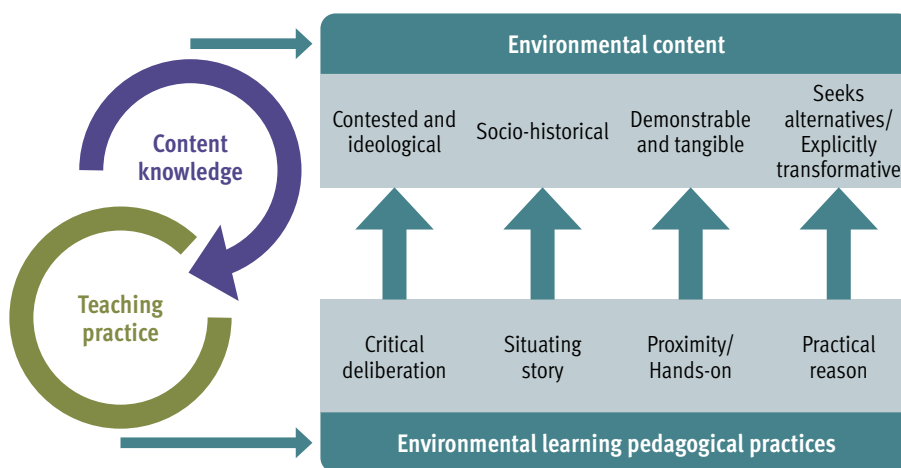 Environmental content
Content
knowledge
Contested and
ideological
Socio-historical
Demonstrable
and tangible
Seeks
alternatives/
Explicitly
transformative
Teaching
practice
Critical
deliberation
Situating
story
Proximity/
Hands-on
Practical
reason
Environmental learning pedagogical practices